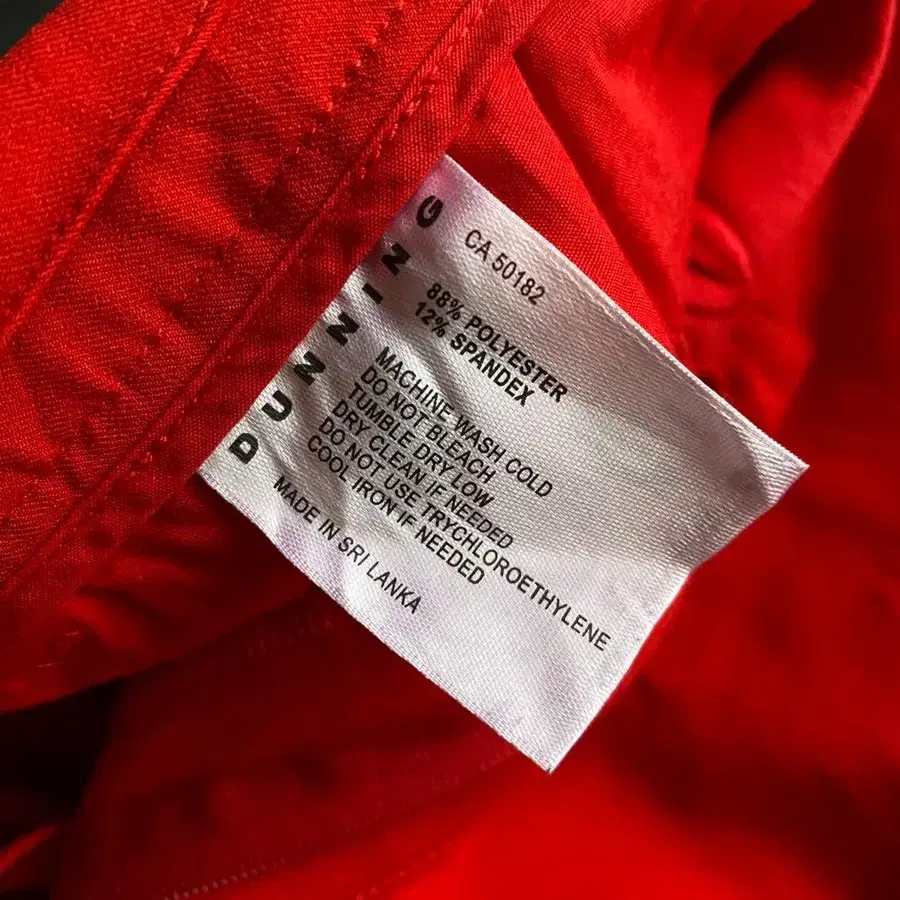 DUNNING
CA 50182
88% POLYESTER
12% SPANDEX
MACHINE WASH COLD
DO NOT BLEACH
TUMBLE DRY LOW
DRY CLEAN IF NEEDED
DO NOT USE TRYCHLOROETHYLENE
COOL IRON IF NEEDED
MADE IN SRI LANKA